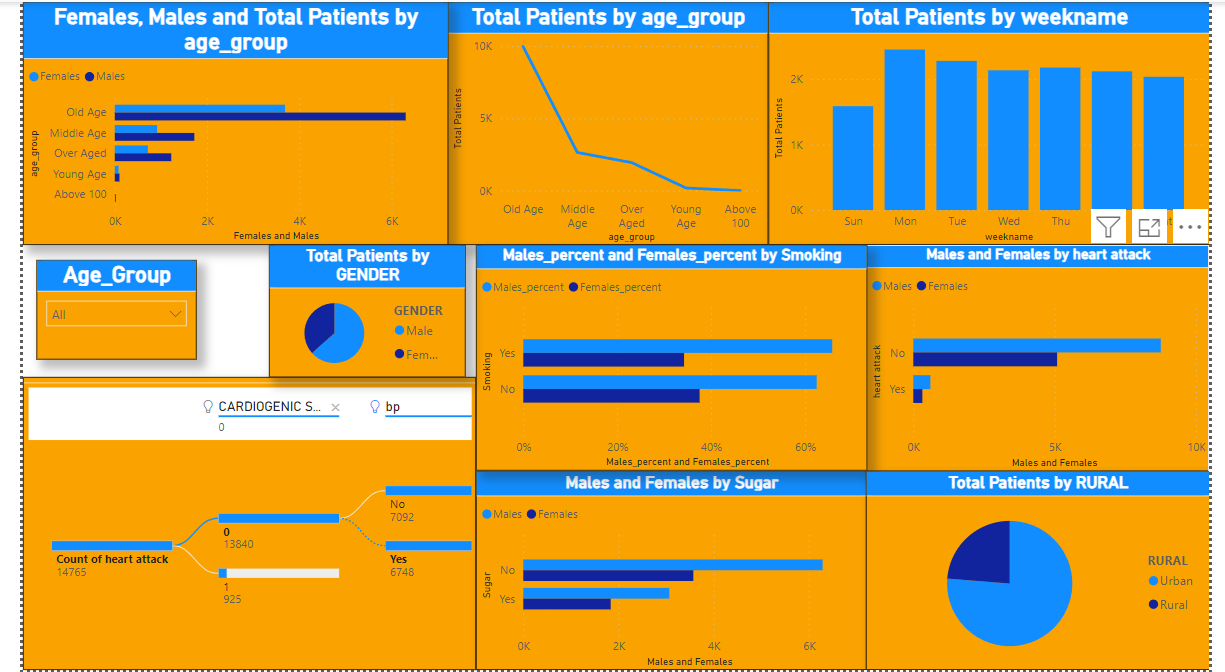 Females, Males and Total Patients by
age_group
Females Males
age_group
Old Age
Middle Age
Over Aged
Young Age
Above 100
0K 2K 4K 6K
Females and Males
Total Patients by age_group
Total Patients
10K
5K
0K
Old Age Middle Over Young Above
Age Aged Age 100
age_group
Total Patients by weekname
Total Patients
2K
1K
0K
Sun Mon Tue Wed Thu
weekname
Age_Group
All
Total Patients by
GENDER
GENDER
Male
Fem...
Males_percent and Females_percent by Smoking
Males_percent Females_percent
Smoking
Yes
No
0% 20% 40% 60%
Males_percent and Females_percent
Males and Females by heart attack
Males Females
heart attack
No
Yes
0K 5K 10K
Males and Females
CARDIOGENIC S... bp
0
Count of heart attack
14765
0
13840
1
925
No
7092
Yes
6748
Males and Females by Sugar
Males Females
Sugar
No
Yes
0K 2K 4K 6K
Males and Females
Total Patients by RURAL
RURAL
Urban
Rural